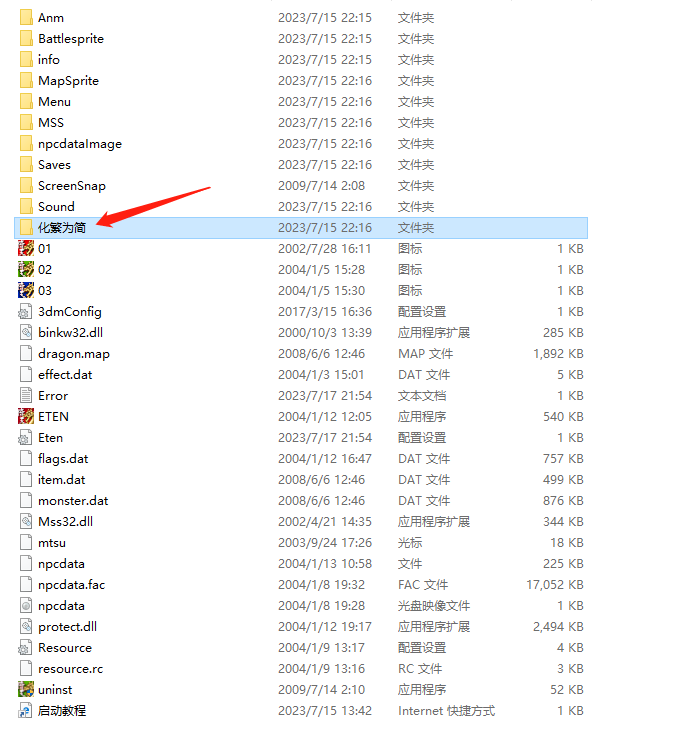 Anm 2023/7/15 22:15 文件夹
Battlesprite 2023/7/15 22:15 文件夹
info 2023/7/15 22:15 文件夹
MapSprite 2023/7/15 22:16 文件夹
Menu 2023/7/15 22:16 文件夹
MSS 2023/7/15 22:16 文件夹
npcdataImage 2023/7/15 22:16 文件夹
Saves 2023/7/15 22:16 文件夹
ScreenSnap 2009/7/14 2:08 文件夹
Sound 2023/7/15 22:16 文件夹
化繁为简 2023/7/15 22:16 文件夹
01 2002/7/28 16:11 图标 1 KB
02 2004/1/5 15:28 图标 1 KB
03 2004/1/5 15:30 图标 1 KB
3dmConfig 2017/3/15 16:36 配置设置 1 KB
binkw32.dll 2000/10/3 13:39 应用程序扩展 285 KB
dragon.map 2008/6/6 12:46 MAP 文件 1,892 KB
effect.dat 2004/1/3 15:01 DAT 文件 5 KB
Error 2023/7/17 21:54 文本文档 1 KB
ETEN 2004/1/12 12:05 应用程序 540 KB
Eten 2023/7/17 21:54 配置设置 1 KB
flags.dat 2004/1/12 16:47 DAT 文件 757 KB
item.dat 2008/6/6 12:46 DAT 文件 499 KB
monster.dat 2008/6/6 12:46 DAT 文件 876 KB
Mss32.dll 2002/4/21 14:35 应用程序扩展 344 KB
mtsu 2003/9/24 17:26 光标 18 KB
npcdata 2004/1/13 10:58 文件 225 KB
npcdata.fac 2004/1/8 19:32 FAC 文件 17,052 KB
npcdata 2004/1/8 19:28 光盘映像文件 1 KB
protect.dll 2004/1/12 19:17 应用程序扩展 2,494 KB
Resource 2004/1/9 13:17 配置设置 4 KB
resource.rc 2004/1/9 13:16 RC 文件 3 KB
uninst 2009/7/14 2:10 应用程序 52 KB
启动教程 2023/7/15 13:42 Internet 快捷方式 1 KB